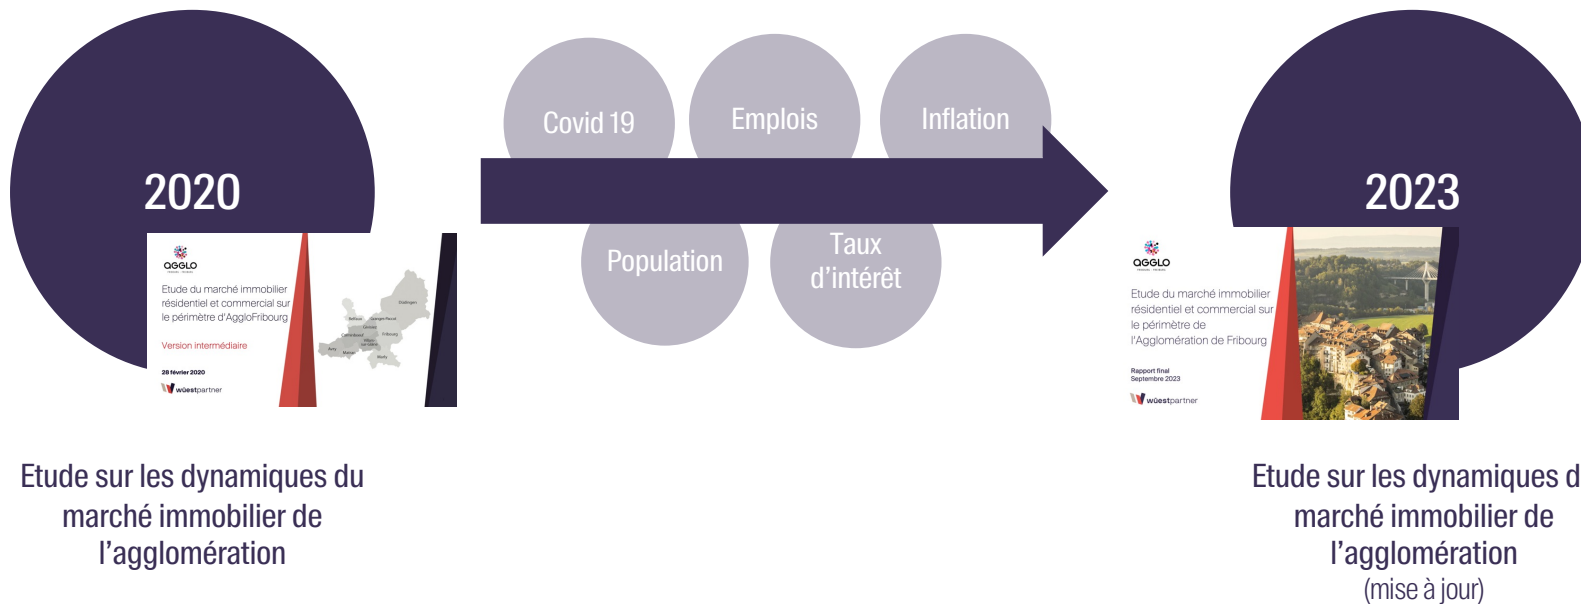 2020
AGGLO
Etude du marché immobilier
résidentiel et commercial sur
le périmètre d'AggloFribourg
Version intermédiaire
28 février 2020
wüestpartner
Düdingen
Fribourg
Marly
Etude sur les dynamiques du
marché immobilier de
l’agglomération
Covid 19
Emplois
Inflation
Population
Taux
d’intérêt
2023
AGGLO
Etude du marché immobilier
résidentiel et commercial sur
le périmètre de
l'Agglomération de Fribourg
Rapport final
Septembre 2023
wüestpartner
Etude sur les dynamiques d
marché immobilier de
l’agglomération
(mise à jour)